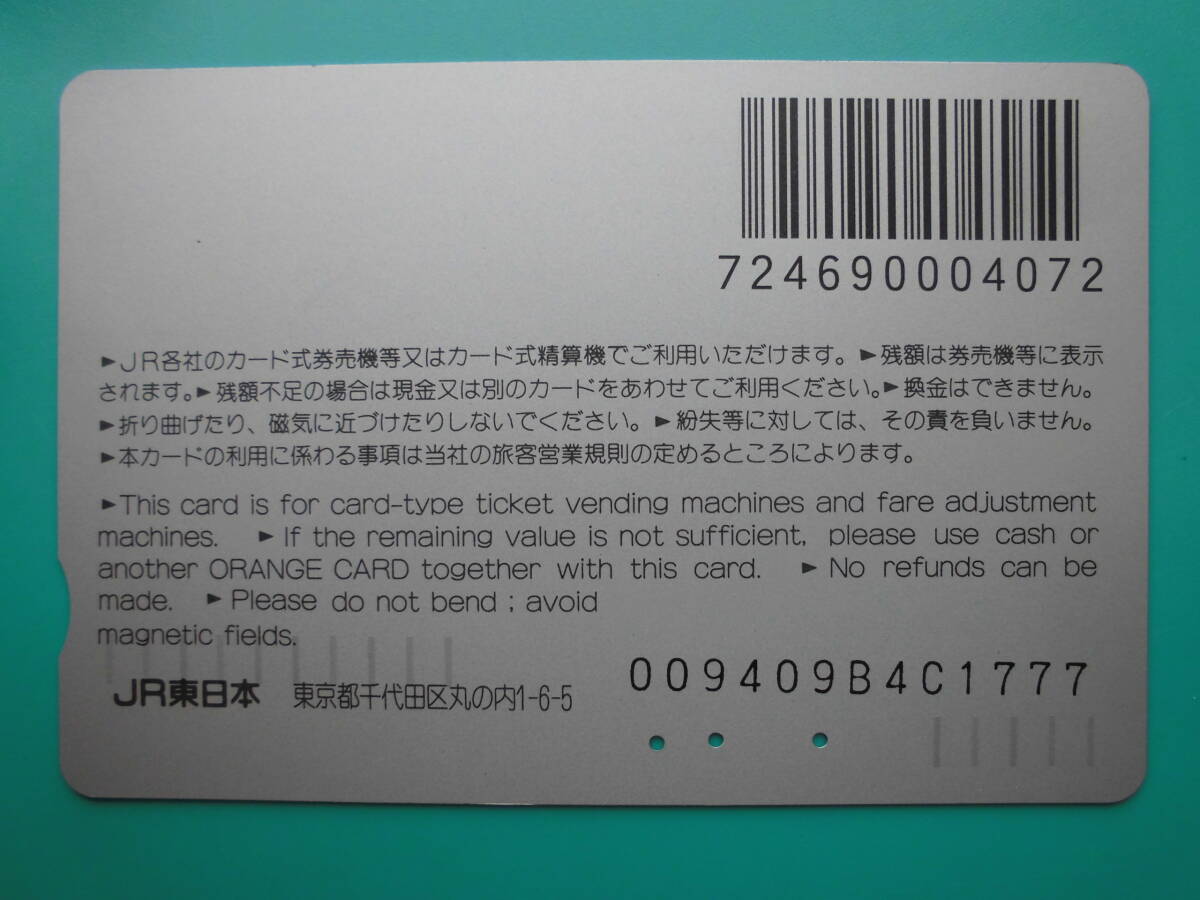 724690004072
►JR各社のカード式券売機等又はカード式精算機でご利用いただけます。►残額は券売機等に表示
されます。►残額不足の場合は現金又は別のカードをあわせてご利用ください。►換金はできません。
►折り曲げたり、磁気に近づけたりしないでください。►紛失等に対しては、その責を負いません。
►本カードの利用に係わる事項は当社の旅客営業規則の定めるところによります。
►This card is for card-type ticket vending machines and fare adjustment
machines. ►If the remaining value is not sufficient, please use cash or
another ORANGE CARD together with this card. ►No refunds can be
made. ►Please do not bend ; avoid
magnetic fields.
009409B4C1777
JR東日本 東京都千代田区丸の内1-6-5